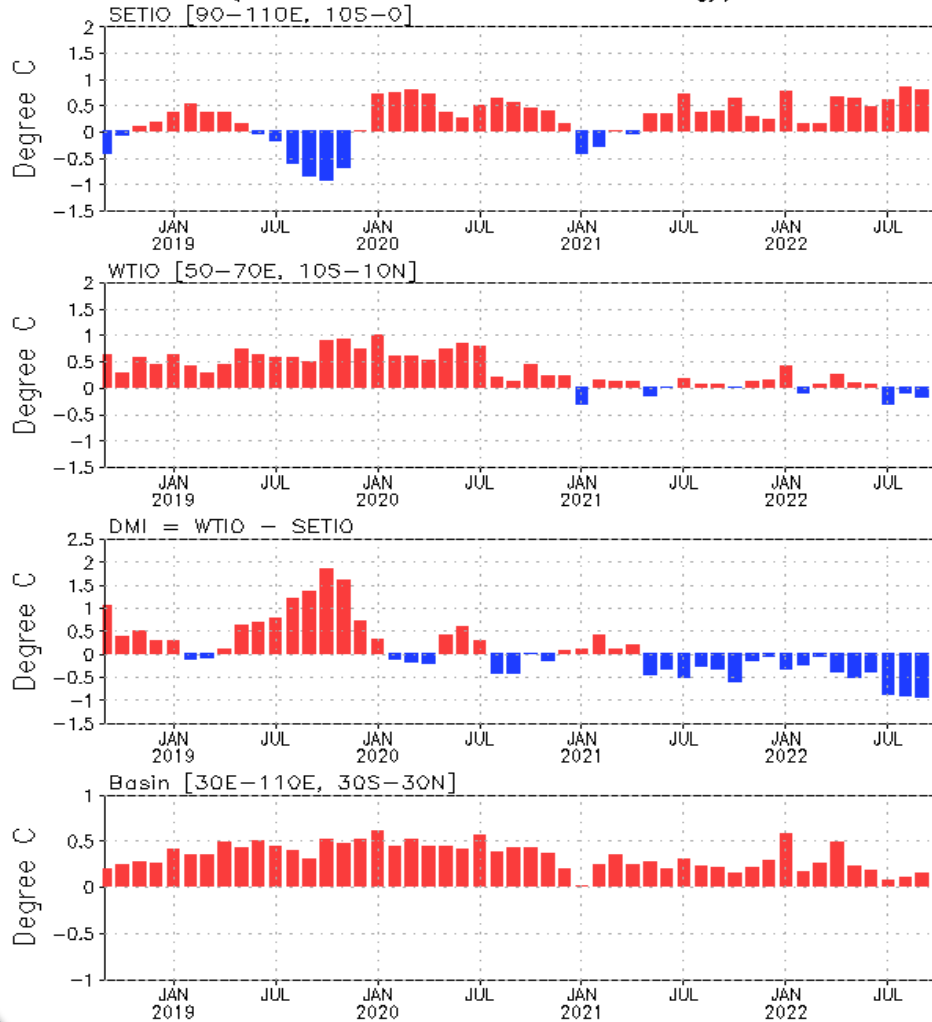 SETIO [90-110E, 10S-0]
2
1.5
1
0.5
0
-0.5
-1
-1.5
Degree C
JAN JUL JAN JUL JAN JUL JAN JUL
2019 2020 2021 2022
WTIO [50-70E, 10S-10N]
2
1.5
1
0.5
0
-0.5
-1
-1.5
Degree C
JAN JUL JAN JUL JAN JUL JAN JUL
2019 2020 2021 2022
DMI = WTIO - SETIO
2.5
2
1.5
1
0.5
0
-0.5
-1
-1.5
Degree C
JAN JUL JAN JUL JAN JUL JAN JUL
2019 2020 2021 2022
Basin [30E-110E, 30S-30N]
1
0.5
0
-0.5
-1
Degree C
JAN JUL JAN JUL JAN JUL JAN JUL
2019 2020 2021 2022